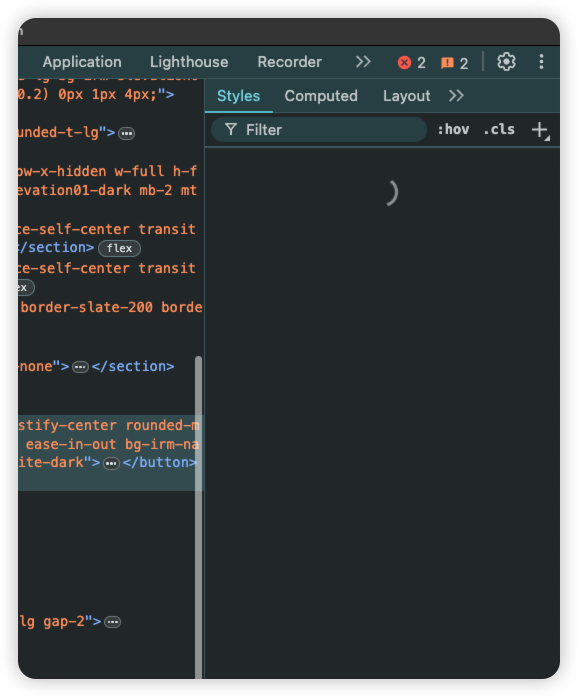 Application Lighthouse Recorder 2 2
0.2) 0px 1px 4px;">
Styles Computed Layout
unded-t-lg">
Filter :hov .cls
ow-x-hidden w-full h-f
evation01-dark mb-2 mt
ce-self-center transit
/section> flex
ce-self-center transit
ex
border-slate-200 borde
-none"> </section>
stify-center rounded-m
ease-in-out bg-irm-na
ite-dark"> </button>
lg gap-2">